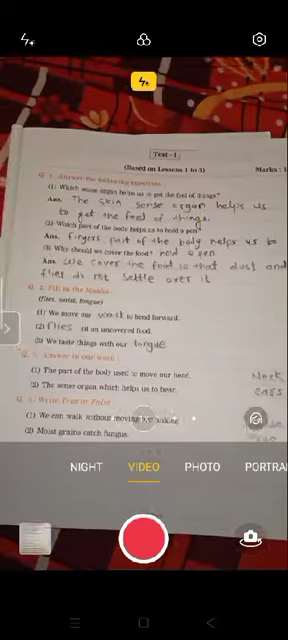 Test-1
(Based on Lessons 1 to 3) Marks : 1
Q. 1. Answer the following questions :
(1) Which sense organ helps us to get the feel of things?
Ans. The skin sense organ helps us
to get the feel of things.
(2) Which part of the body helps us to hold a pen?
Ans. fingers part of the body helps us to
hold a pen
(3) Why should we cover the food?
Ans We cover the food so that dust and
flies do not settle over it
Q. 2. Fill in the blanks :
(flies, waist, tongue)
(1) We move our waist to bend forward.
(2) flies sit on uncovered food.
(3) We taste things with our tongue
Q. 3. Answer in one word :
(1) The part of the body used to move our head. Neck
(2) The sense organ which helps us to hear. ears
Q. 4. Write True or False
(1) We can walk without moving
(2) Moist grains catch fungus.
NIGHT VIDEO PHOTO PORTRAI